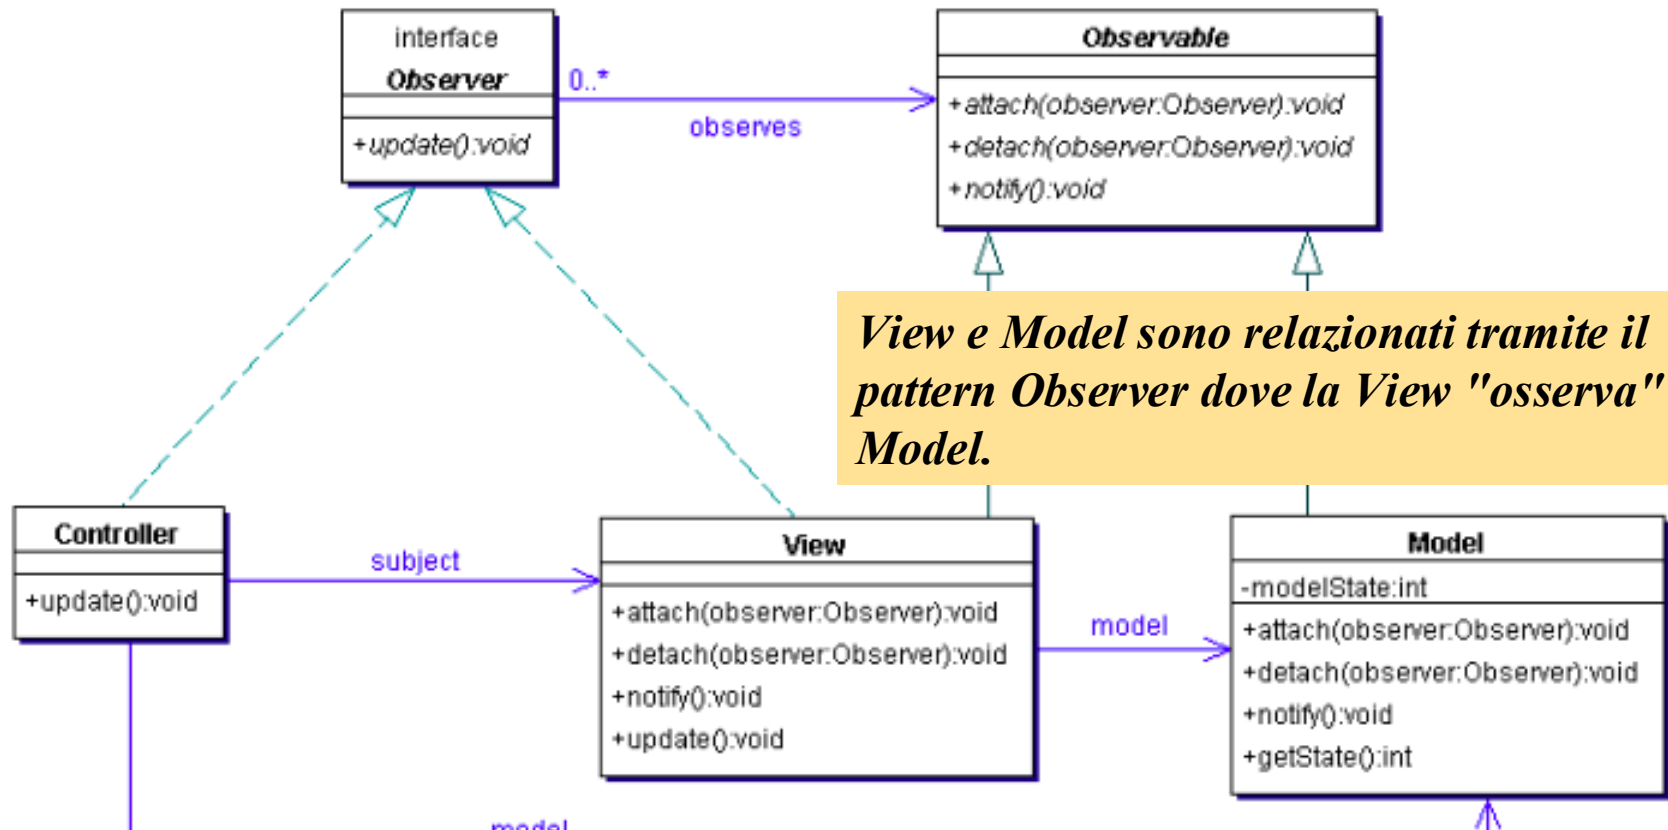 interface
Observer
+update():void
0..*
observes
Observable
+attach(observer:Observer):void
+detach(observer:Observer):void
+notify():void
View e Model sono relazionati tramite il
pattern Observer dove la View "osserva"
Model.
Controller
+update():void
subject
View
+attach(observer:Observer):void
+detach(observer:Observer):void
+notify():void
+update():void
model
Model
-modelState:int
+attach(observer:Observer):void
+detach(observer:Observer):void
+notify():void
+getState():int
model